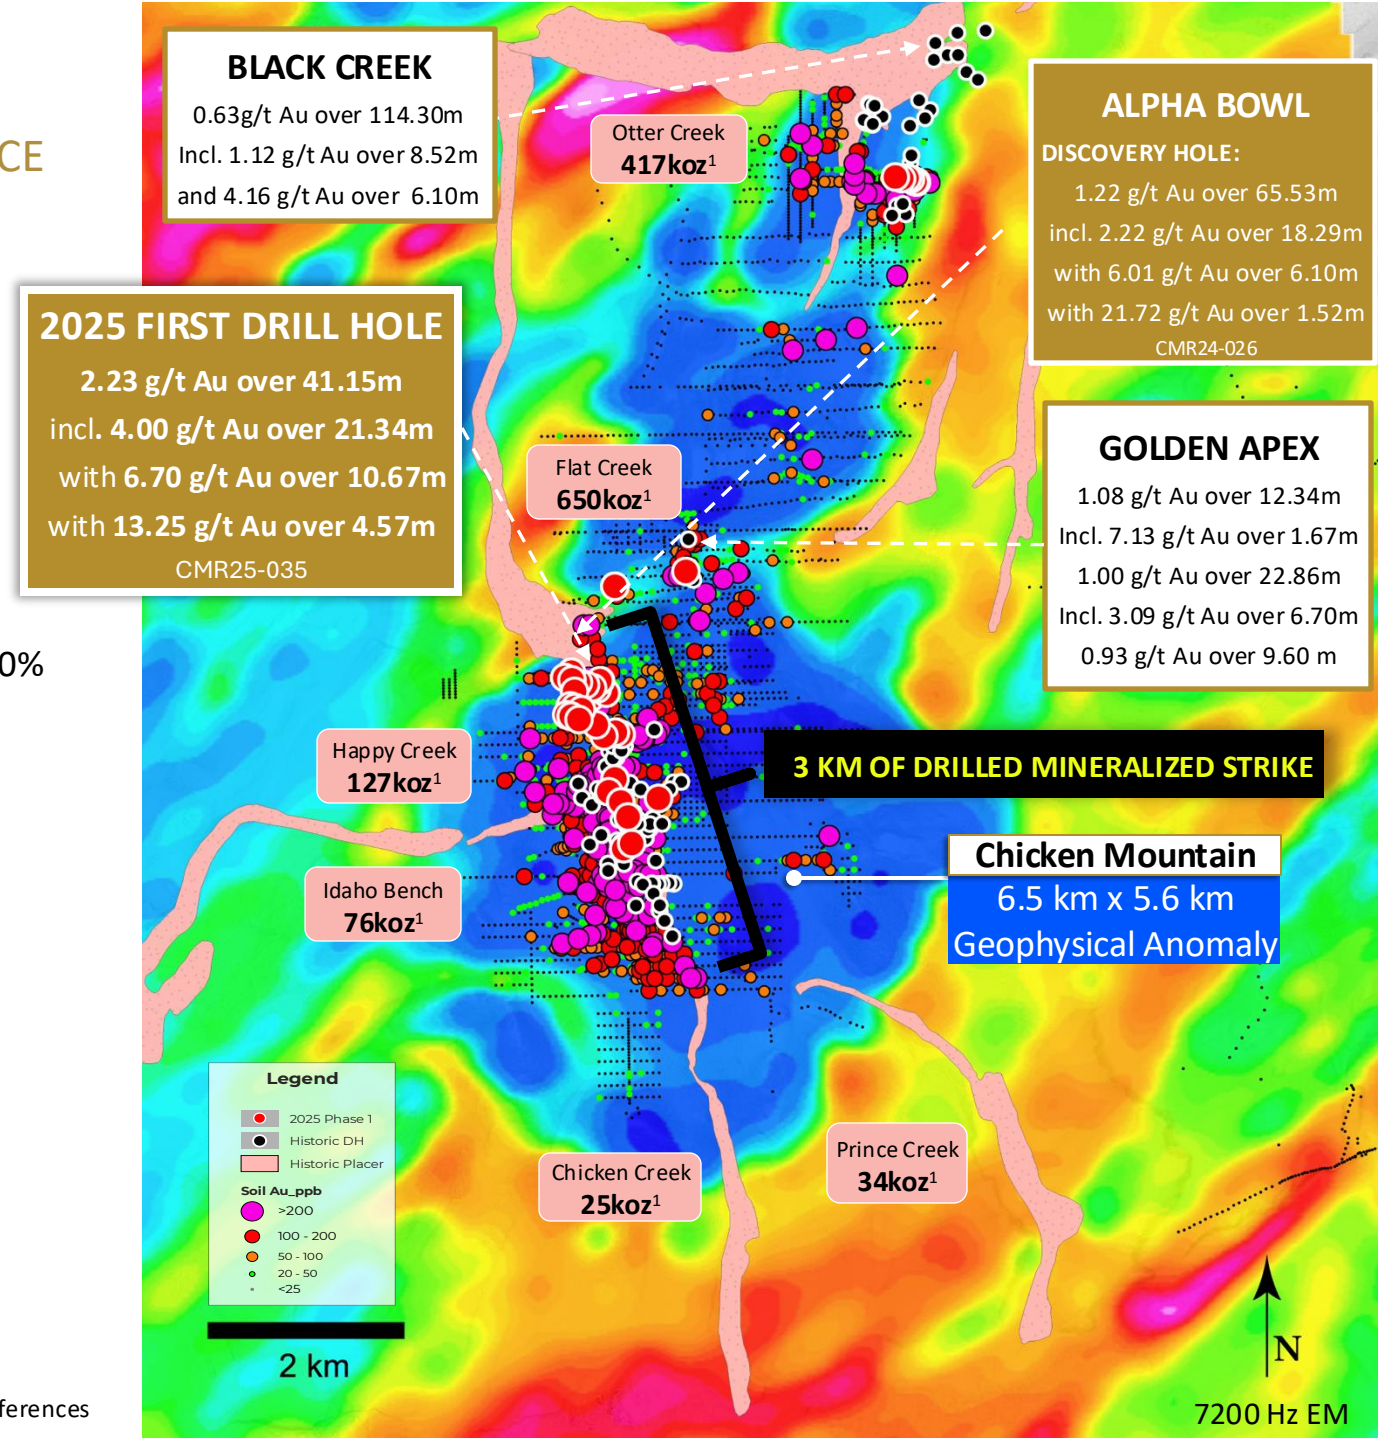 CE
0%
ferences
BLACK CREEK
0.63g/t Au over 114.30m
Incl. 1.12 g/t Au over 8.52m
and 4.16 g/t Au over 6.10m
Otter Creek
417koz¹
ALPHA BOWL
DISCOVERY HOLE:
1.22 g/t Au over 65.53m
incl. 2.22 g/t Au over 18.29m
with 6.01 g/t Au over 6.10m
with 21.72 g/t Au over 1.52m
CMR24-026
2025 FIRST DRILL HOLE
2.23 g/t Au over 41.15m
incl. 4.00 g/t Au over 21.34m
with 6.70 g/t Au over 10.67m
with 13.25 g/t Au over 4.57m
CMR25-035
Flat Creek
650koz¹
GOLDEN APEX
1.08 g/t Au over 12.34m
Incl. 7.13 g/t Au over 1.67m
1.00 g/t Au over 22.86m
Incl. 3.09 g/t Au over 6.70m
0.93 g/t Au over 9.60 m
Happy Creek
127koz¹
3 KM OF DRILLED MINERALIZED STRIKE
Idaho Bench
76koz¹
Chicken Mountain
6.5 km x 5.6 km
Geophysical Anomaly
Chicken Creek
25koz¹
Prince Creek
34koz¹
Legend
2025 Phase 1
Historic DH
Historic Placer
Soil Au_ppb
>200
100 - 200
50 - 100
20 - 50
<25
2 km
N
7200 Hz EM